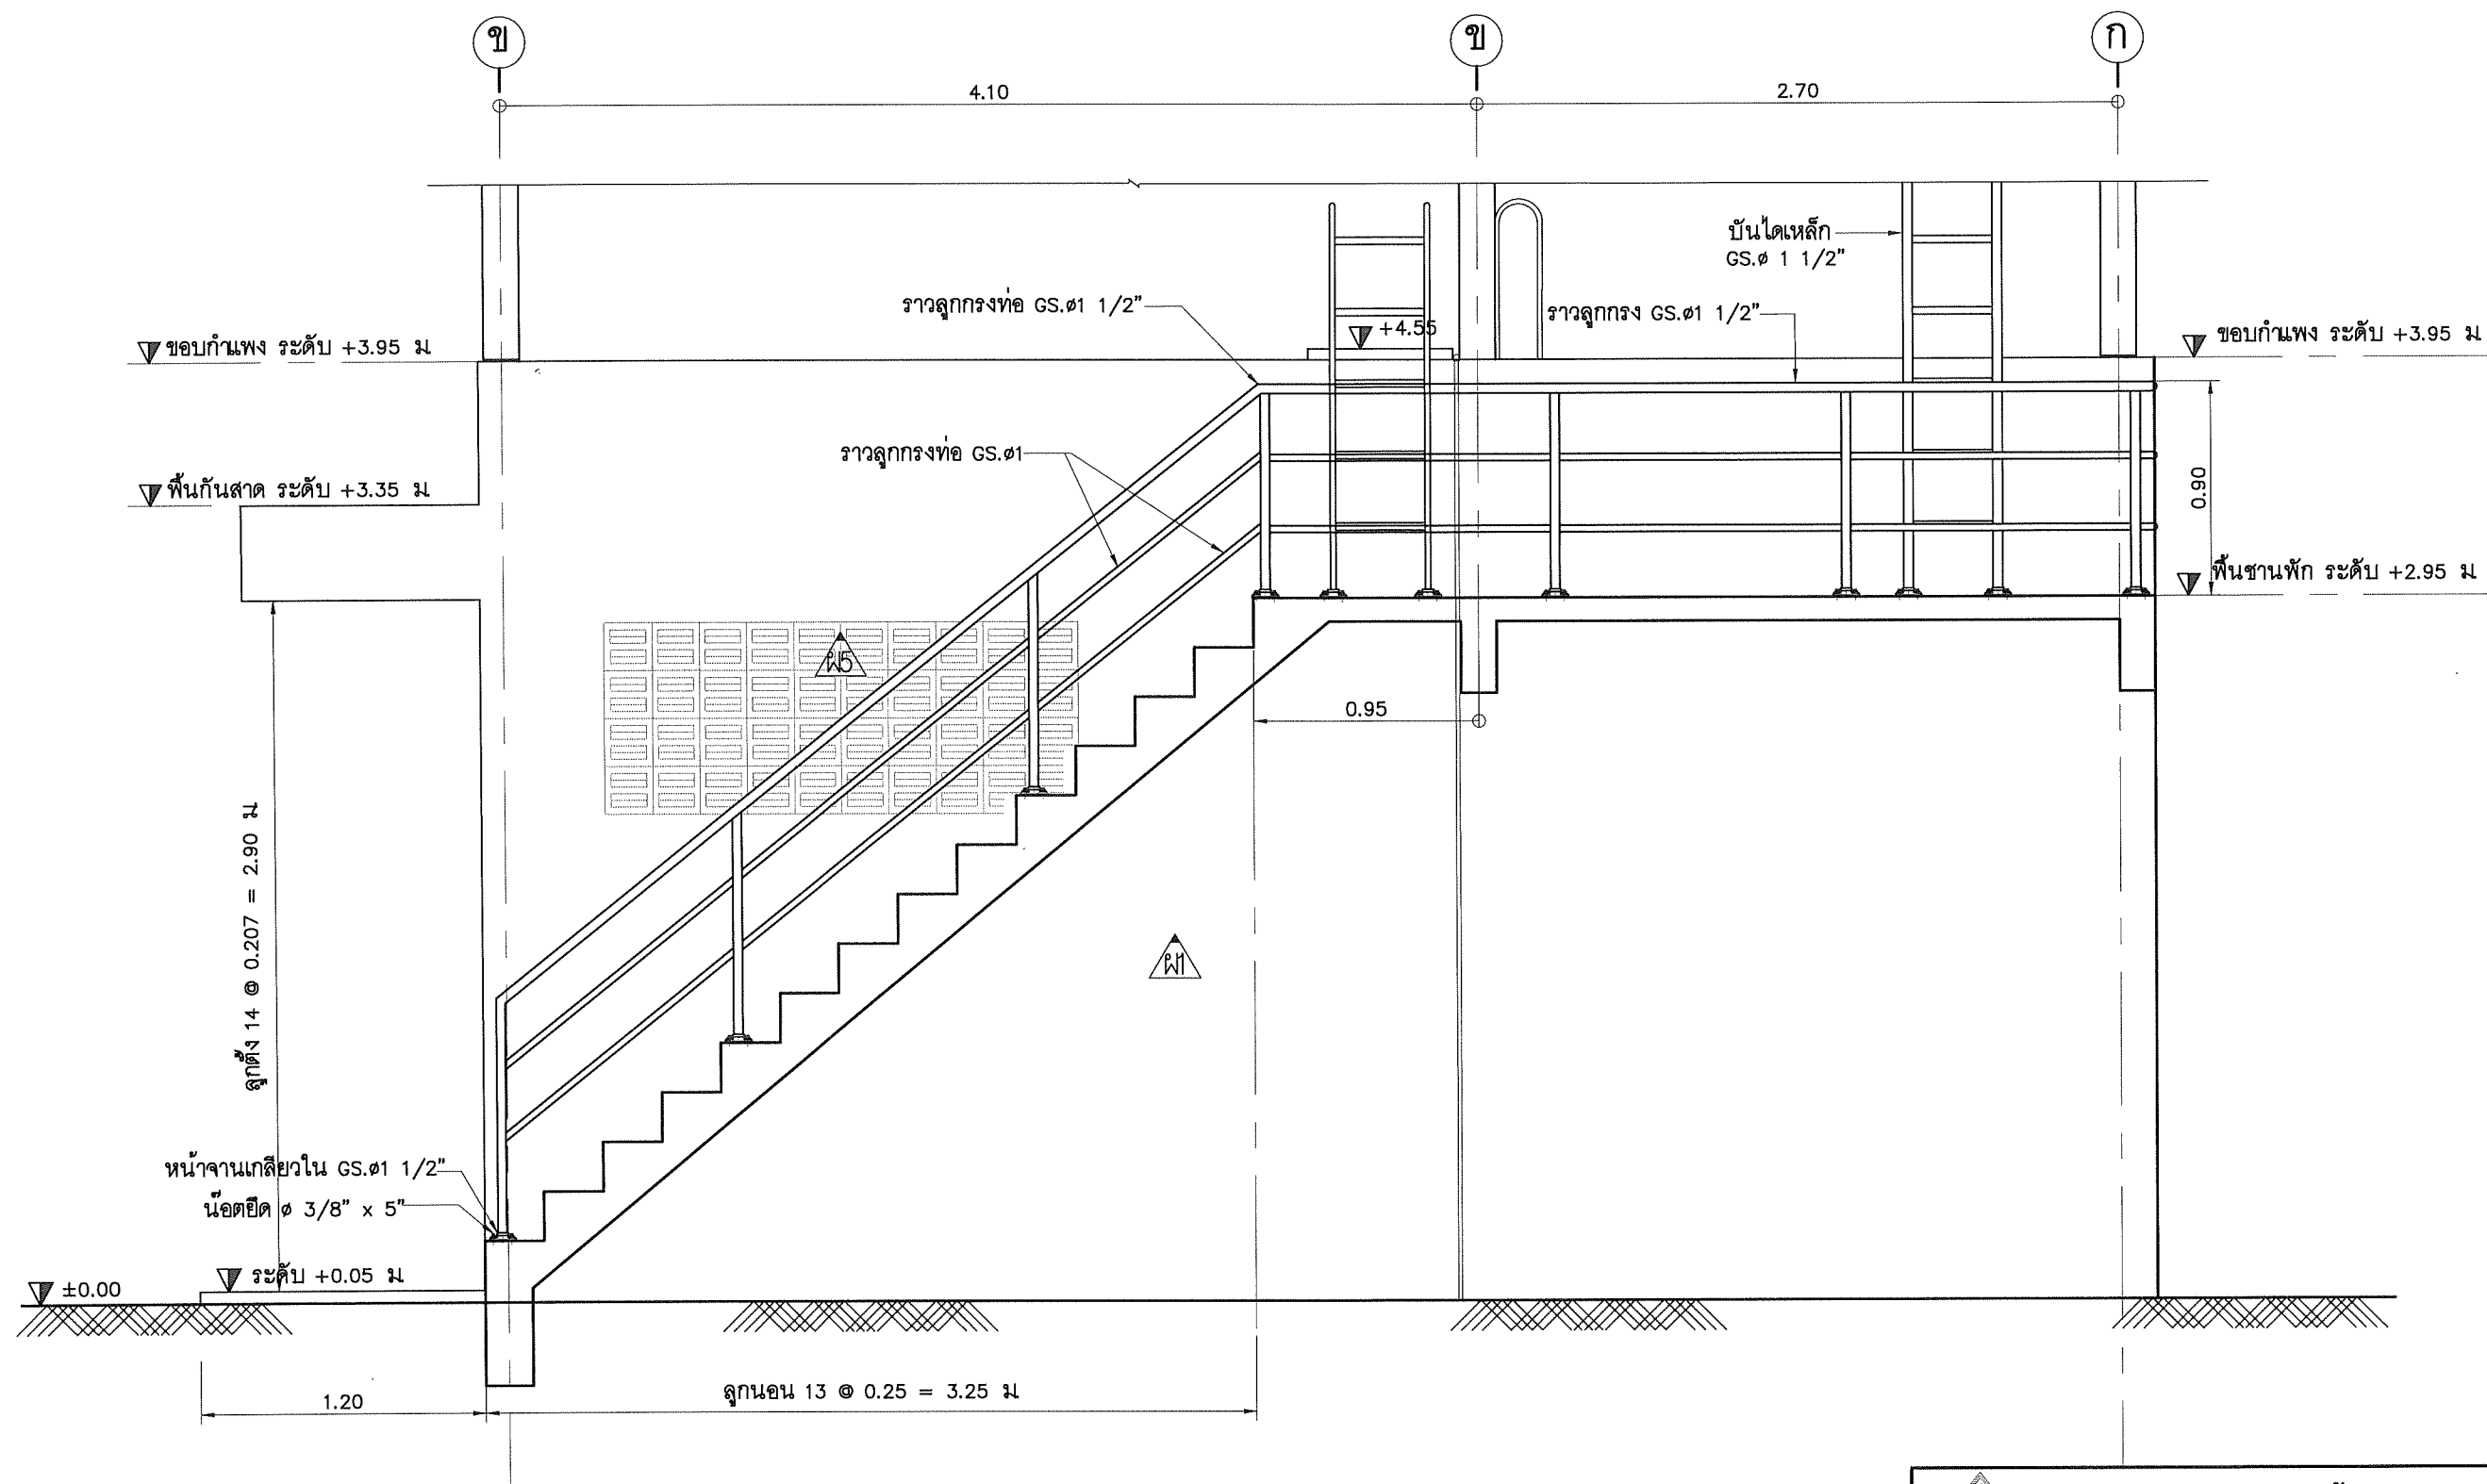 ข
ข
ก
4.10
2.70
บันไดเหล็ก
GS.ø 1 1/2"
ราวลูกกรงท่อ GS.ø1 1/2"
ราวลูกกรง GS.ø1 1/2"
+4.55
ขอบกำแพง ระดับ +3.95 ม
ขอบกำแพง ระดับ +3.95 ม
ราวลูกกรงท่อ GS.ø1
พื้นกันสาด ระดับ +3.35 ม
0.90
พื้นชานพัก ระดับ +2.95 ม
ผ5
0.95
ลูกตั้ง 14 @ 0.207 = 2.90 ม
ผ1
หน้าจานเกลียวใน GS.ø1 1/2"
น๊อตยึด ø 3/8" x 5"
±0.00
ระดับ +0.05 ม
1.20
ลูกนอน 13 @ 0.25 = 3.25 ม